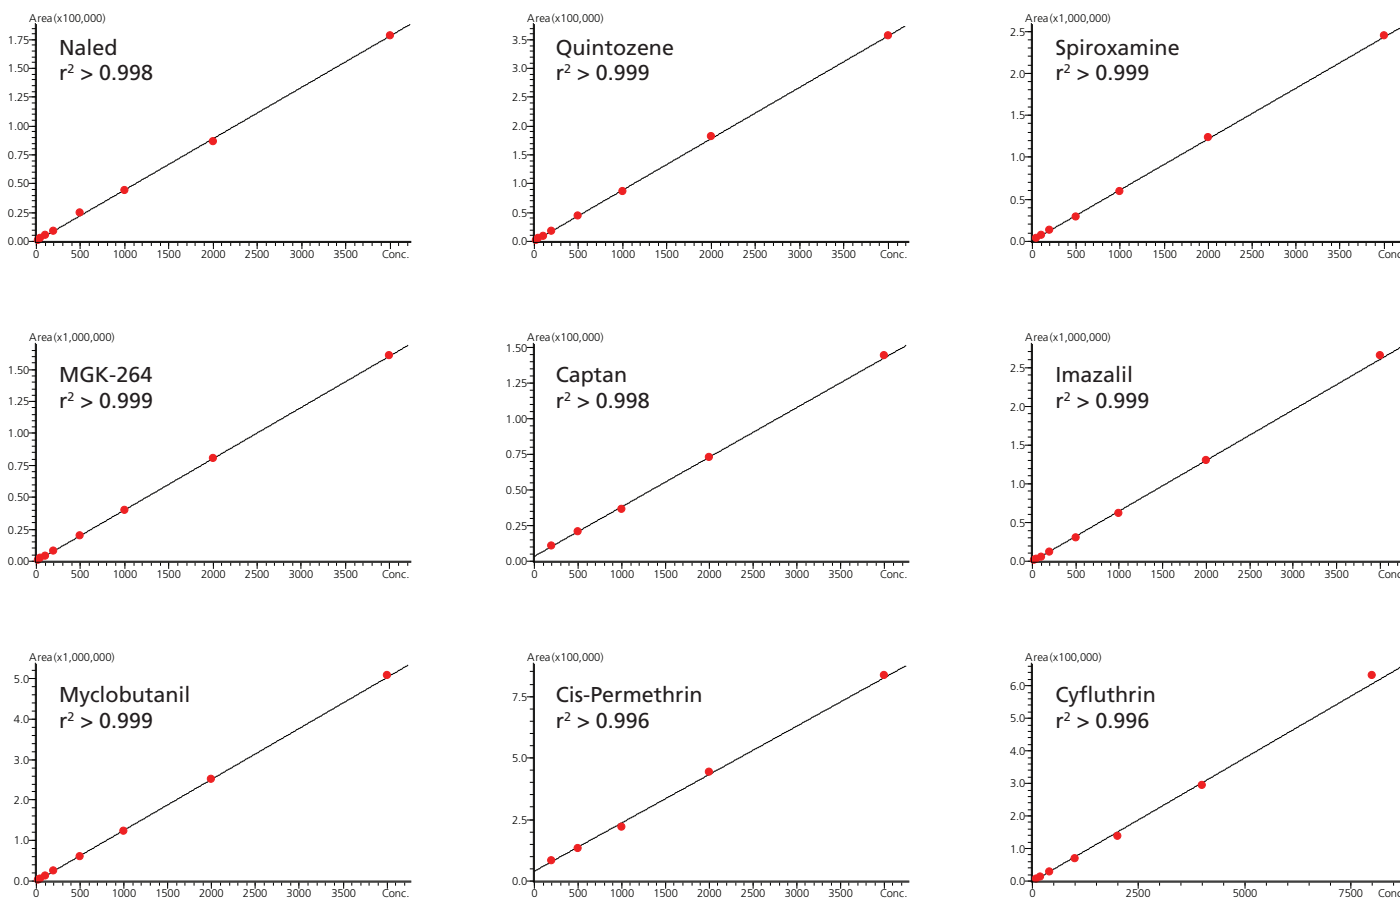 Area(x100,000)
Naled
r² > 0.998
1.75
1.50
1.25
1.00
0.75
0.50
0.25
0.00
0 500 1000 1500 2000 2500 3000 3500 Conc.
Area(x100,000)
Quintozene
r² > 0.999
3.5
3.0
2.5
2.0
1.5
1.0
0.5
0.0
0 500 1000 1500 2000 2500 3000 3500 Conc.
Area(x1,000,000)
Spiroxamine
r² > 0.999
2.5
2.0
1.5
1.0
0.5
0.0
0 500 1000 1500 2000 2500 3000 3500 Conc
Area(x1,000,000)
MGK-264
r² > 0.999
1.50
1.25
1.00
0.75
0.50
0.25
0.00
0 500 1000 1500 2000 2500 3000 3500 Conc.
Area(x100,000)
Captan
r² > 0.998
1.50
1.25
1.00
0.75
0.50
0.25
0.00
0 500 1000 1500 2000 2500 3000 3500 Conc.
Area(x1,000,000)
Imazalil
r² > 0.999
2.5
2.0
1.5
1.0
0.5
0.0
0 500 1000 1500 2000 2500 3000 3500 Conc
Area(x1,000,000)
Myclobutanil
r² > 0.999
5.0
4.0
3.0
2.0
1.0
0.0
0 500 1000 1500 2000 2500 3000 3500 Conc.
Area(x100,000)
Cis-Permethrin
r² > 0.996
7.5
5.0
2.5
0.0
0 500 1000 1500 2000 2500 3000 3500 Conc.
Area(x100,000)
Cyfluthrin
r² > 0.996
6.0
5.0
4.0
3.0
2.0
1.0
0.0
0 2500 5000 7500 Conc